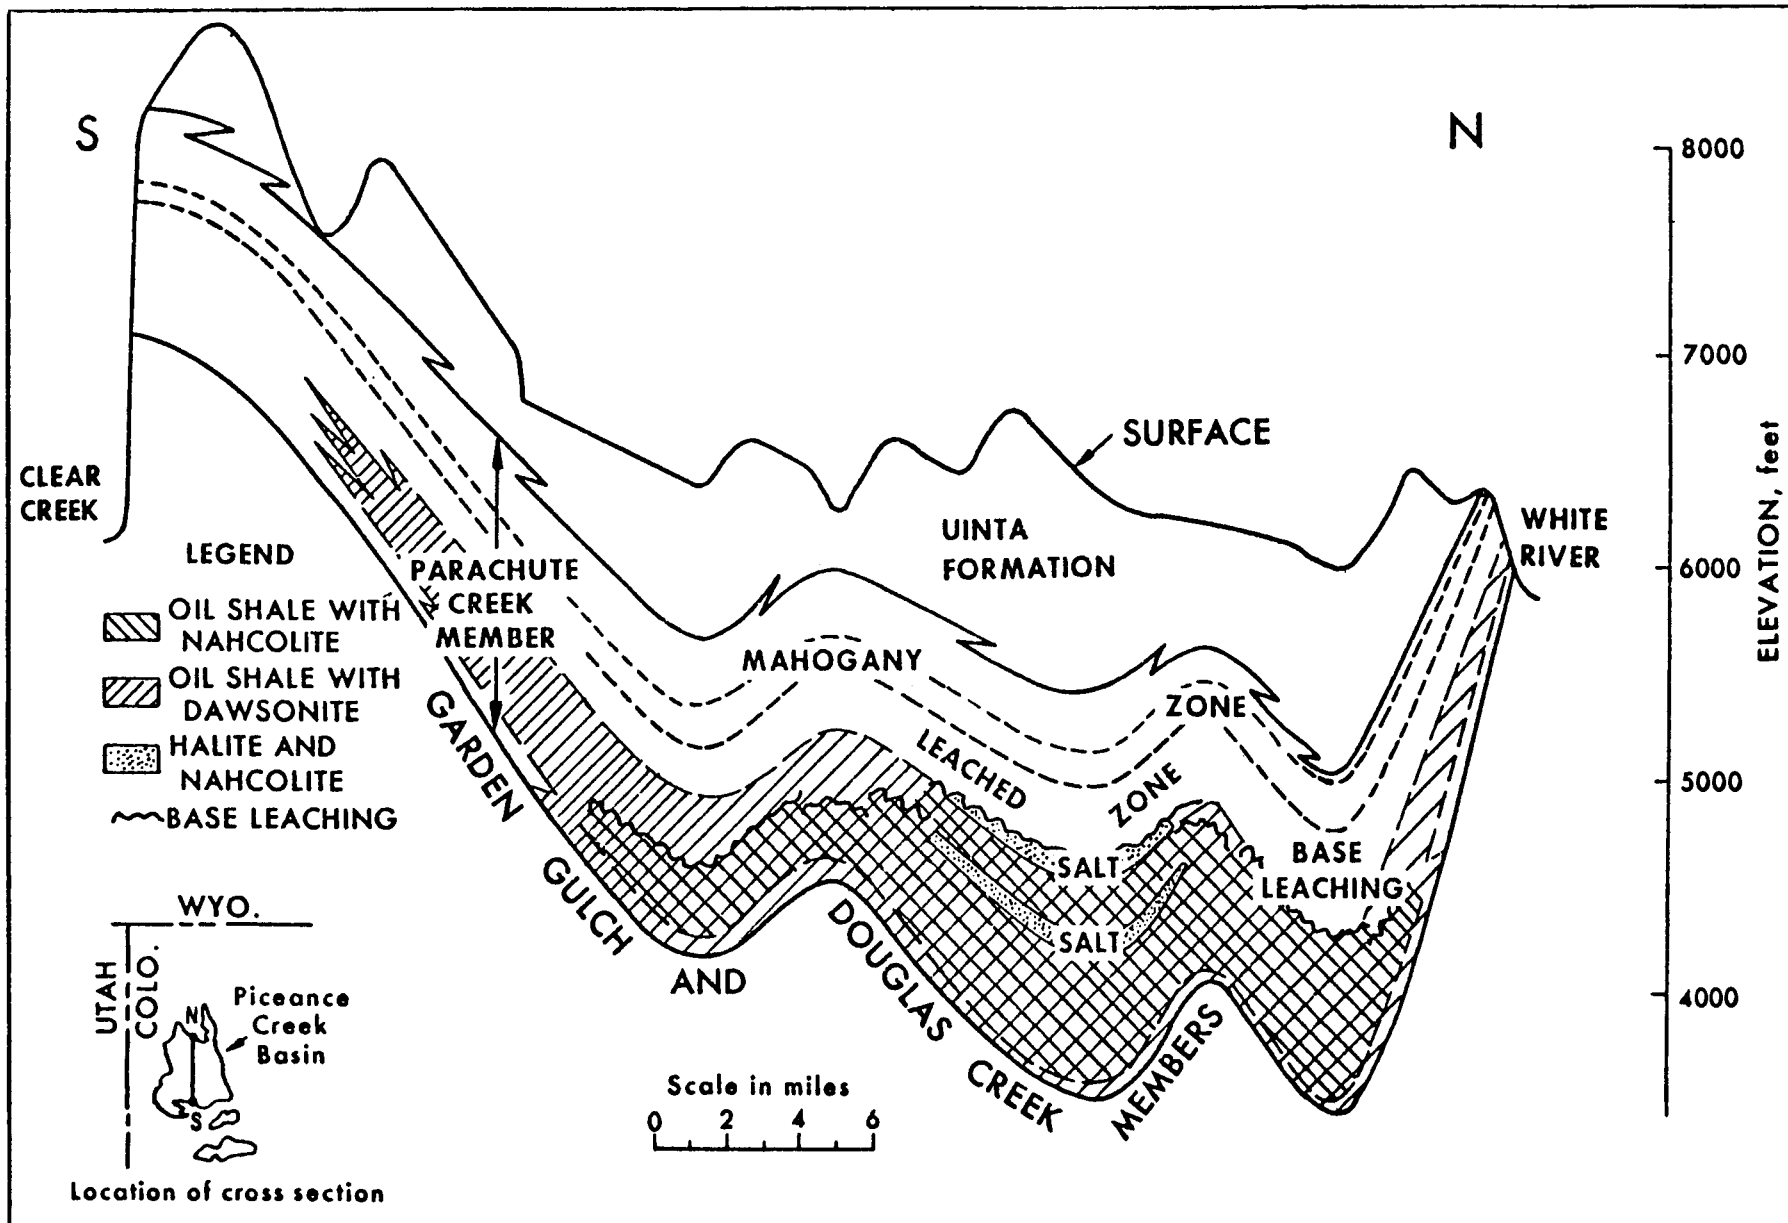 S
N
8000
7000
6000
5000
4000
ELEVATION, feet
SURFACE
CLEAR
CREEK
WHITE
RIVER
UINTA
FORMATION
LEGEND
OIL SHALE WITH
NAHCOLITE
OIL SHALE WITH
DAWSONITE
HALITE AND
NAHCOLITE
BASE LEACHING
PARACHUTE
CREEK
MEMBER
MAHOGANY
ZONE
LEACHED
ZONE
SALT
SALT
BASE
LEACHING
GARDEN
GULCH
AND
DOUGLAS
CREEK
MEMBERS
WYO.
UTAH
COLO.
N
S
Piceance
Creek
Basin
Location of cross section
Scale in miles
0 2 4 6